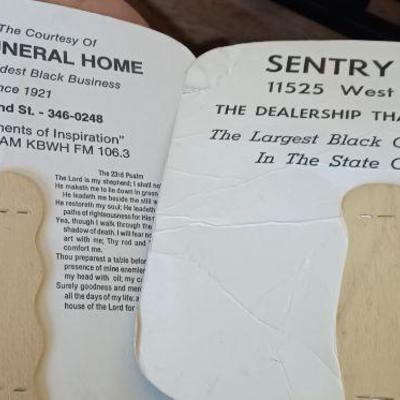 The Courtesy Of
UNERAL HOME
dest Black Business
nce 1921
nd St. - 346-0248
ments of Inspiration"
AM KBWH FM 106.3
The 23rd Psalm
The Lord is my shepherd; I shall not
He maketh me to lie down in green
He leadeth me beside the still w
He restoreth my soul; He leadeth
paths of righteousness for His
Yea, though I walk through the
shadow of death, I will fear no
art with me; Thy rod and
comfort me.
Thou preparest a table before
presence of mine enemies
my head with oil; my c
Surely goodness and mer
all the days of my life: a
house of the Lord for
SENTRY
11525 West
THE DEALERSHIP THA
The Largest Black O
In The State O